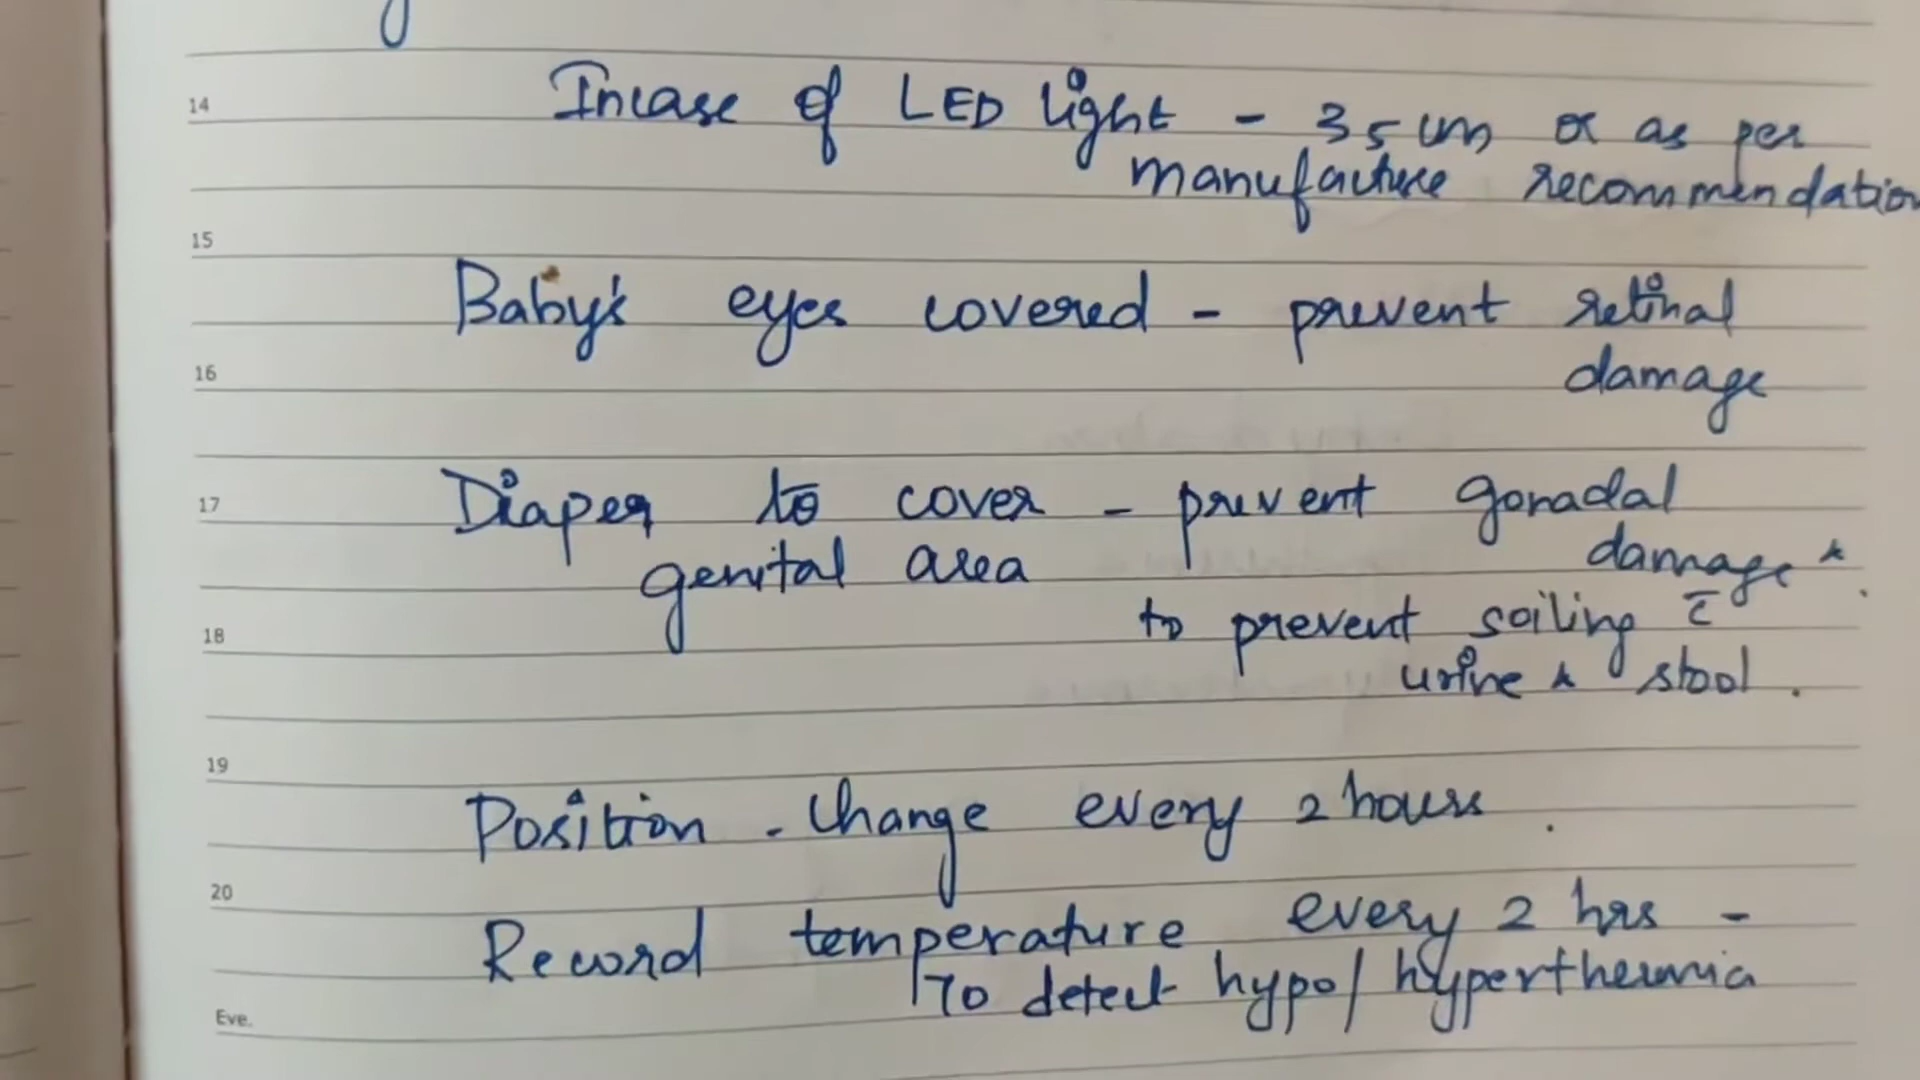 14
Incase of LED light - 35 cm or as per
manufacture recommendation
15
Baby's eyes covered - prevent retinal
damage
16
17
Diaper to cover - prevent gonadal
genital area damage &
18
to prevent soiling c̄
urine & stool.
19
Position - Change every 2 hours.
20
Record temperature every 2 hrs -
To detect hypo/hyperthermia
Eve.